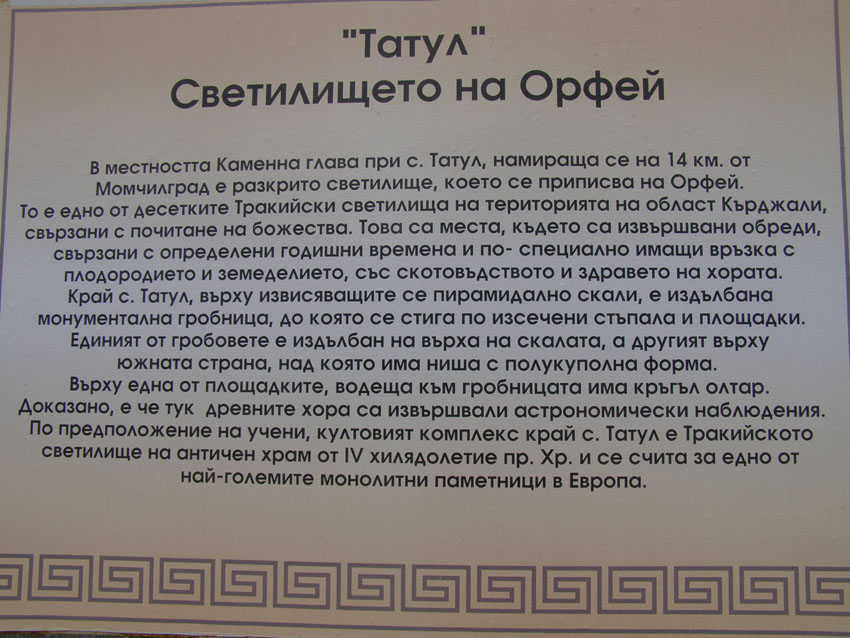 "Татул"
Светилището на Орфей
В местността Каменна глава при с. Татул, намираща се на 14 км. от
Момчилград е разкрито светилище, което се приписва на Орфей.
То е едно от десетките Тракийски светилища на територията на област Кърджали,
свързани с почитане на божества. Това са места, където са извършвани обреди,
свързани с определени годишни времена и по- специално имащи връзка с
плодородието и земеделието, със скотовъдството и здравето на хората.
Край с. Татул, върху извисяващите се пирамидално скали, е издълбана
монументална гробница, до която се стига по изсечени стъпала и площадки.
Единият от гробовете е издълбан на върха на скалата, а другият върху
южната страна, над която има ниша с полукуполна форма.
Върху една от площадките, водеща към гробницата има кръгъл олтар.
Доказано, е че тук древните хора са извършвали астрономически наблюдения.
По предположение на учени, култовият комплекс край с. Татул е Тракийското
светилище на античен храм от IV хилядолетие пр. Хр. и се счита за едно от
най-големите монолитни паметници в Европа.